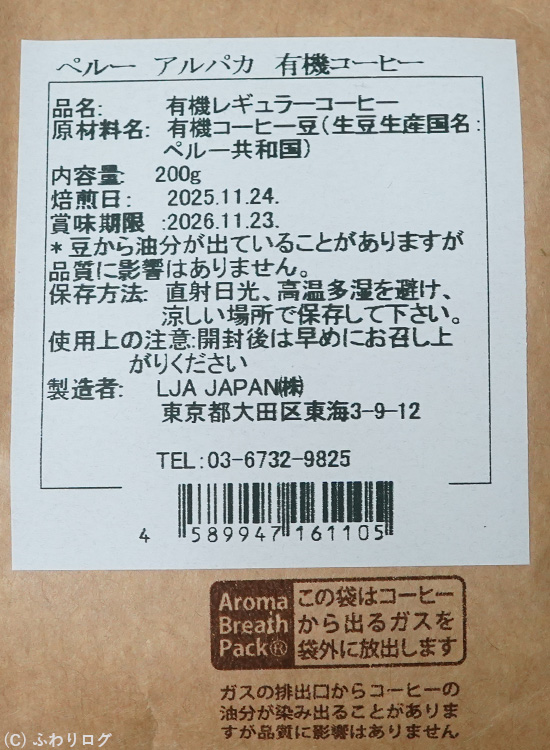 ペルー アルパカ 有機コーヒー
品名: 有機レギュラーコーヒー
原材料名: 有機コーヒー豆(生豆生産国名:
ペルー共和国)
内容量: 200g
焙煎日: 2025.11.24.
賞味期限 :2026.11.23.
*豆から油分が出ていることがありますが
品質に影響はありません。
保存方法: 直射日光、高温多湿を避け、
涼しい場所で保存して下さい。
使用上の注意:開封後は早めにお召し上
がりください
製造者: LJA JAPAN㈱
東京都大田区東海3-9-12
TEL:03-6732-9825
4 589947 161105
Aroma Breath Pack®
この袋はコーヒー
から出るガスを
袋外に放出します
ガスの排出口からコーヒーの
油分が染み出ることがありま
すが品質に影響はありません
(C) ふわりログ